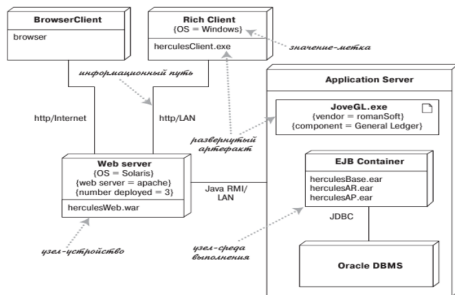 BrowserClient
browser
Rich Client
{OS = Windows}
herculesClient.exe
значение-метка
информационный путь
Application Server
JoveGL.exe
{vendor = romanSoft}
{component = General Ledger}
http/Internet
http/LAN
развернутый
артефакт
Web server
{OS = Solaris}
{web server = apache}
{number deployed = 3}
herculesWeb.war
Java RMI/
LAN
EJB Container
herculesBase.ear
herculesAR.ear
herculesAP.ear
JDBC
узел-устройство
узел-среда
выполнения
Oracle DBMS